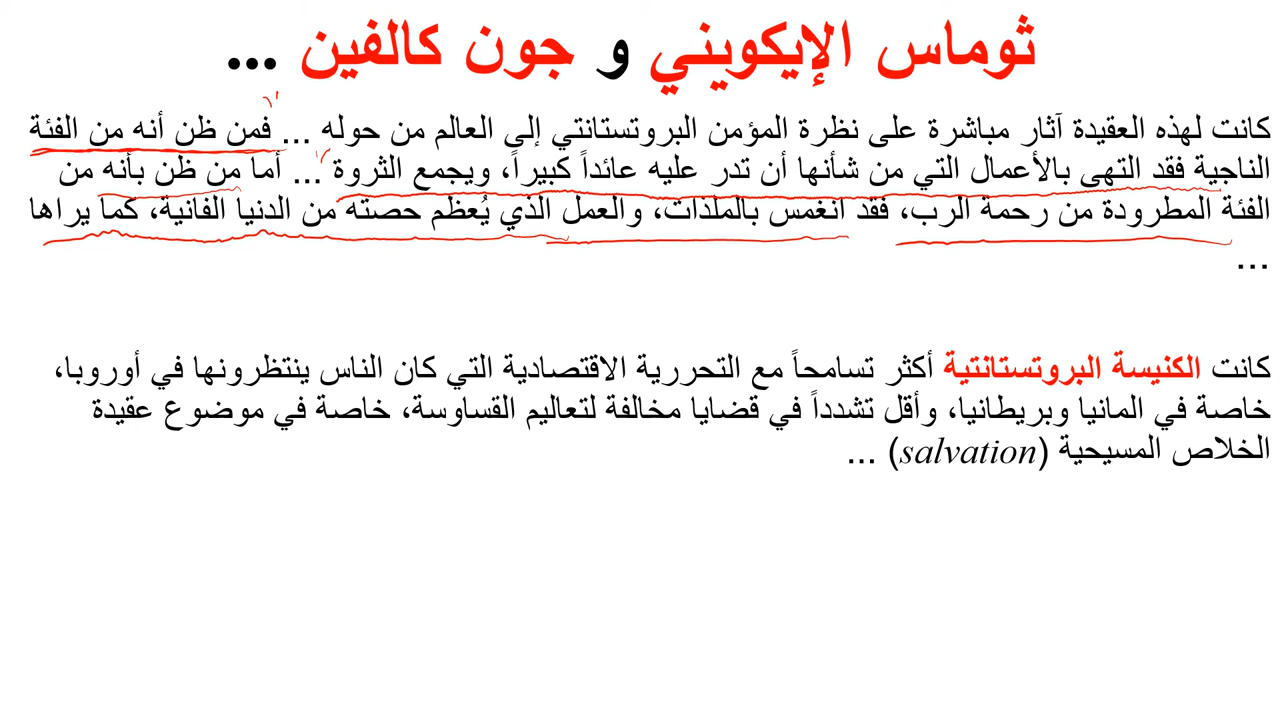 ثوماس الإيكويني و جون كالفين ...
كانت لهذه العقيدة آثار مباشرة على نظرة المؤمن البروتستانتي إلى العالم من حوله ... فمن ظن أنه من الفئة
الناجية فقد التهى بالأعمال التي من شأنها أن تدر عليه عائداً كبيراً، ويجمع الثروة ... أما من ظن بأنه من
الفئة المطرودة من رحمة الرب، فقد انغمس بالملذات، والعمل الذي يُعظم حصته من الدنيا الفانية، كما يراها
...
كانت الكنيسة البروتستانتية أكثر تسامحاً مع التحررية الاقتصادية التي كان الناس ينتظرونها في أوروبا،
خاصة في المانيا وبريطانيا، وأقل تشدداً في قضايا مخالفة لتعاليم القساوسة، خاصة في موضوع عقيدة
الخلاص المسيحية (salvation) ...